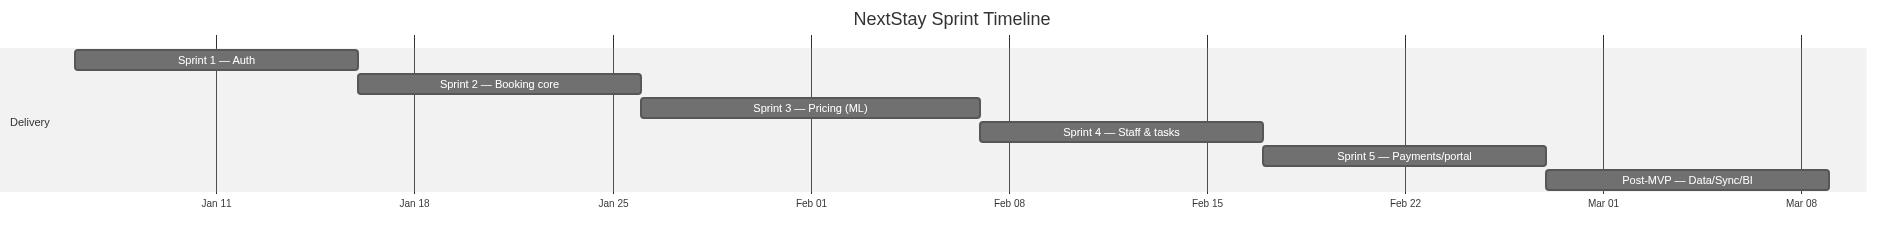 NextStay Sprint Timeline
Sprint 1 — Auth
Sprint 2 — Booking core
Sprint 3 — Pricing (ML)
Delivery
Sprint 4 — Staff & tasks
Sprint 5 — Payments/portal
Post-MVP — Data/Sync/BI
Jan 11 Jan 18 Jan 25 Feb 01 Feb 08 Feb 15 Feb 22 Mar 01 Mar 08